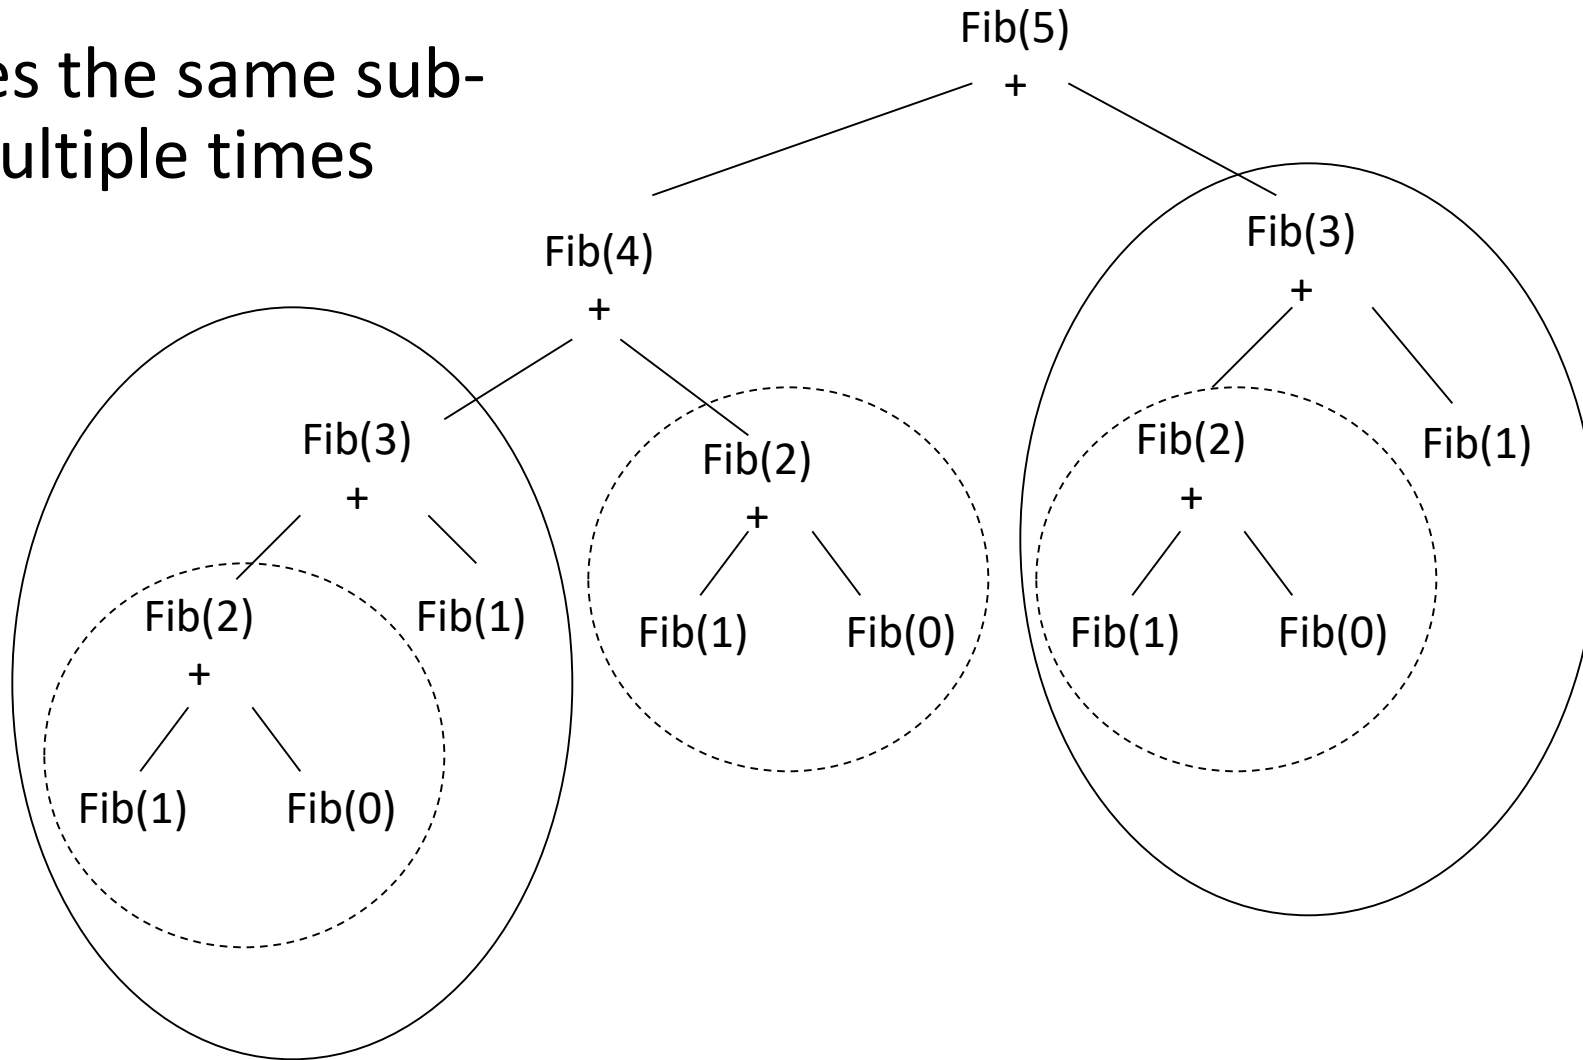 es the same sub-
ultiple times
Fib(5)
+
Fib(4)
+
Fib(3)
+
Fib(3)
+
Fib(2)
+
Fib(2)
+
Fib(1)
Fib(2)
+
Fib(1)
Fib(1)
Fib(0)
Fib(1)
Fib(0)
Fib(1)
Fib(0)